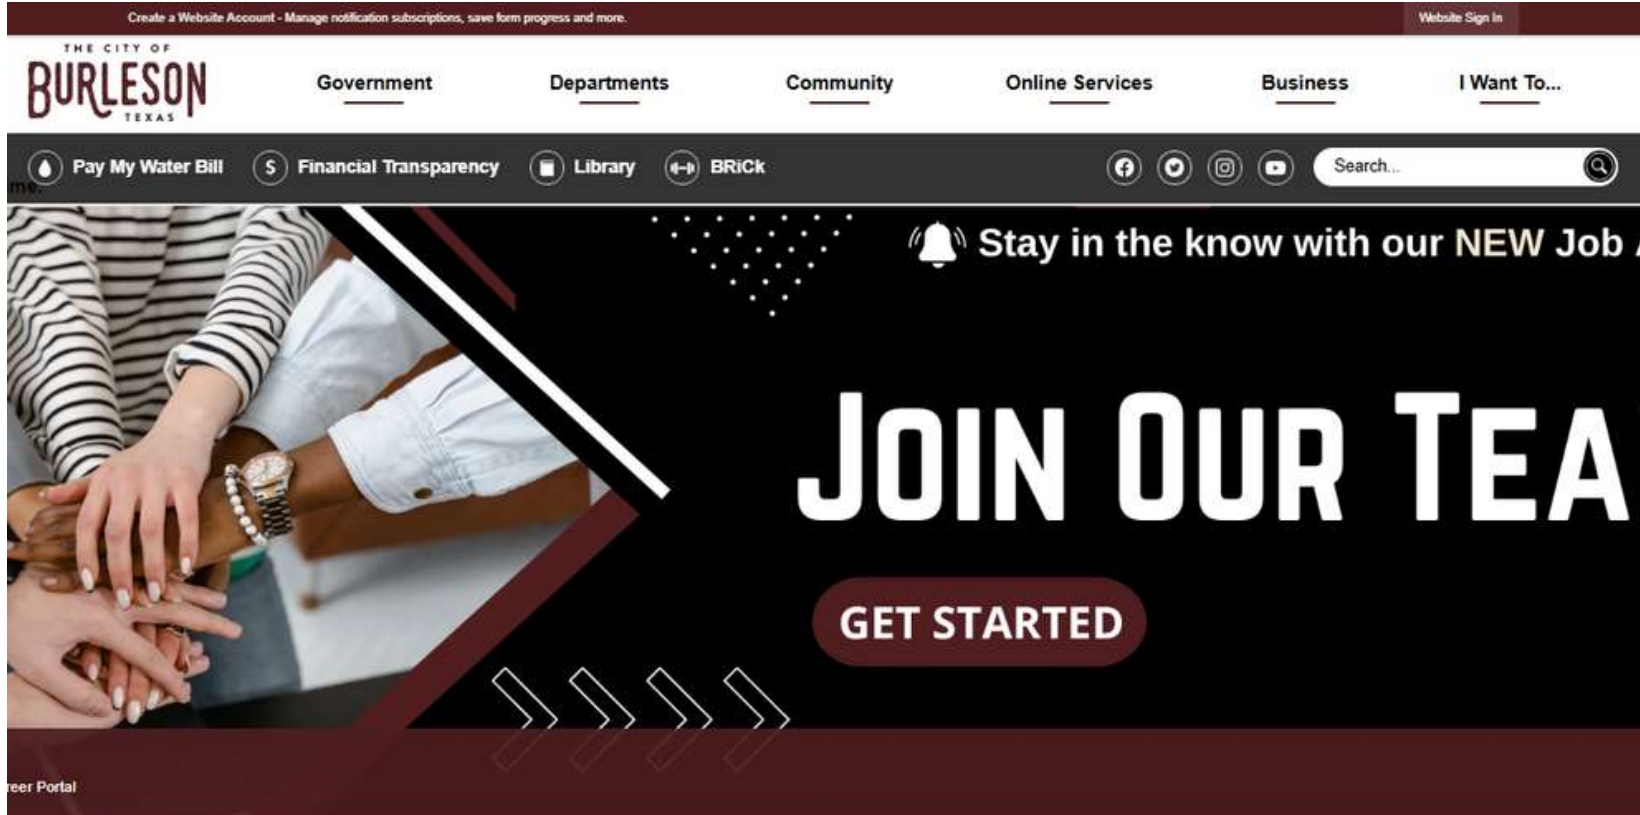 Create a Website Account - Manage notification subscriptions, save form progress and more.
Website Sign In
THE CITY OF
BURLESON
TEXAS
Government
Departments
Community
Online Services
Business
I Want To...
Pay My Water Bill
Financial Transparency
Library
BRiCk
Search...
me.
Stay in the know with our NEW Job A
JOIN OUR TEA
GET STARTED
reer Portal